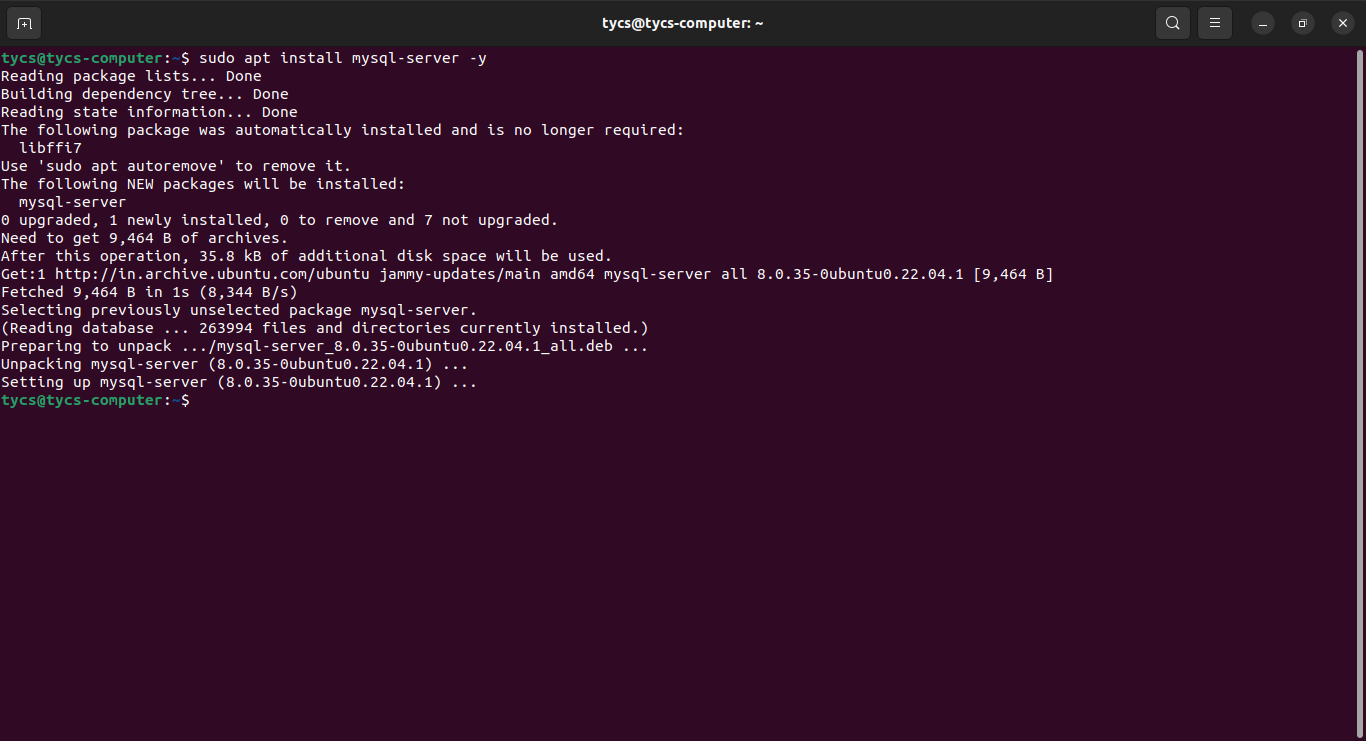 tycs@tycs-computer: ~
tycs@tycs-computer:~$ sudo apt install mysql-server -y
Reading package lists... Done
Building dependency tree... Done
Reading state information... Done
The following package was automatically installed and is no longer required:
  libffi7
Use 'sudo apt autoremove' to remove it.
The following NEW packages will be installed:
  mysql-server
0 upgraded, 1 newly installed, 0 to remove and 7 not upgraded.
Need to get 9,464 B of archives.
After this operation, 35.8 kB of additional disk space will be used.
Get:1 http://in.archive.ubuntu.com/ubuntu jammy-updates/main amd64 mysql-server all 8.0.35-0ubuntu0.22.04.1 [9,464 B]
Fetched 9,464 B in 1s (8,344 B/s)
Selecting previously unselected package mysql-server.
(Reading database ... 263994 files and directories currently installed.)
Preparing to unpack .../mysql-server_8.0.35-0ubuntu0.22.04.1_all.deb ...
Unpacking mysql-server (8.0.35-0ubuntu0.22.04.1) ...
Setting up mysql-server (8.0.35-0ubuntu0.22.04.1) ...
tycs@tycs-computer:~$